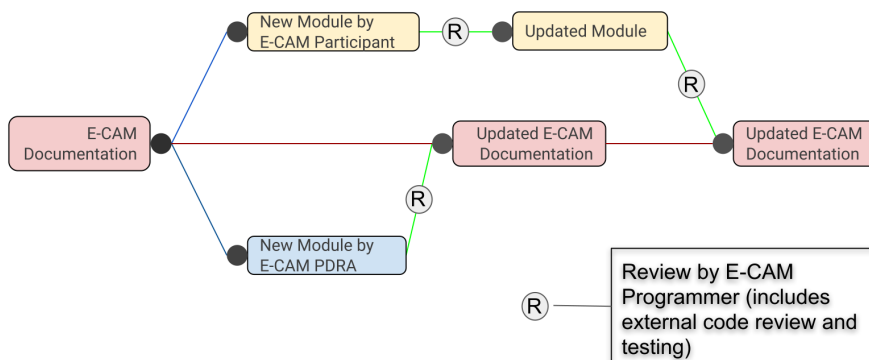 New Module by
E-CAM Participant
R
Updated Module
R
E-CAM
Documentation
Updated E-CAM
Documentation
Updated E-CAM
Documentation
R
New Module by
E-CAM PDRA
R
Review by E-CAM
Programmer (includes
external code review and
testing)